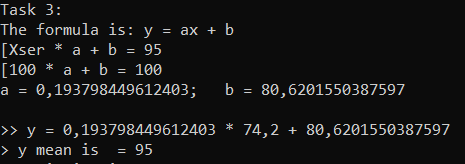 Task 3:
The formula is: y = ax + b
[Xser * a + b = 95
[100 * a + b = 100
a = 0,193798449612403;   b = 80,6201550387597
>> y = 0,193798449612403 * 74,2 + 80,6201550387597
> y mean is  = 95